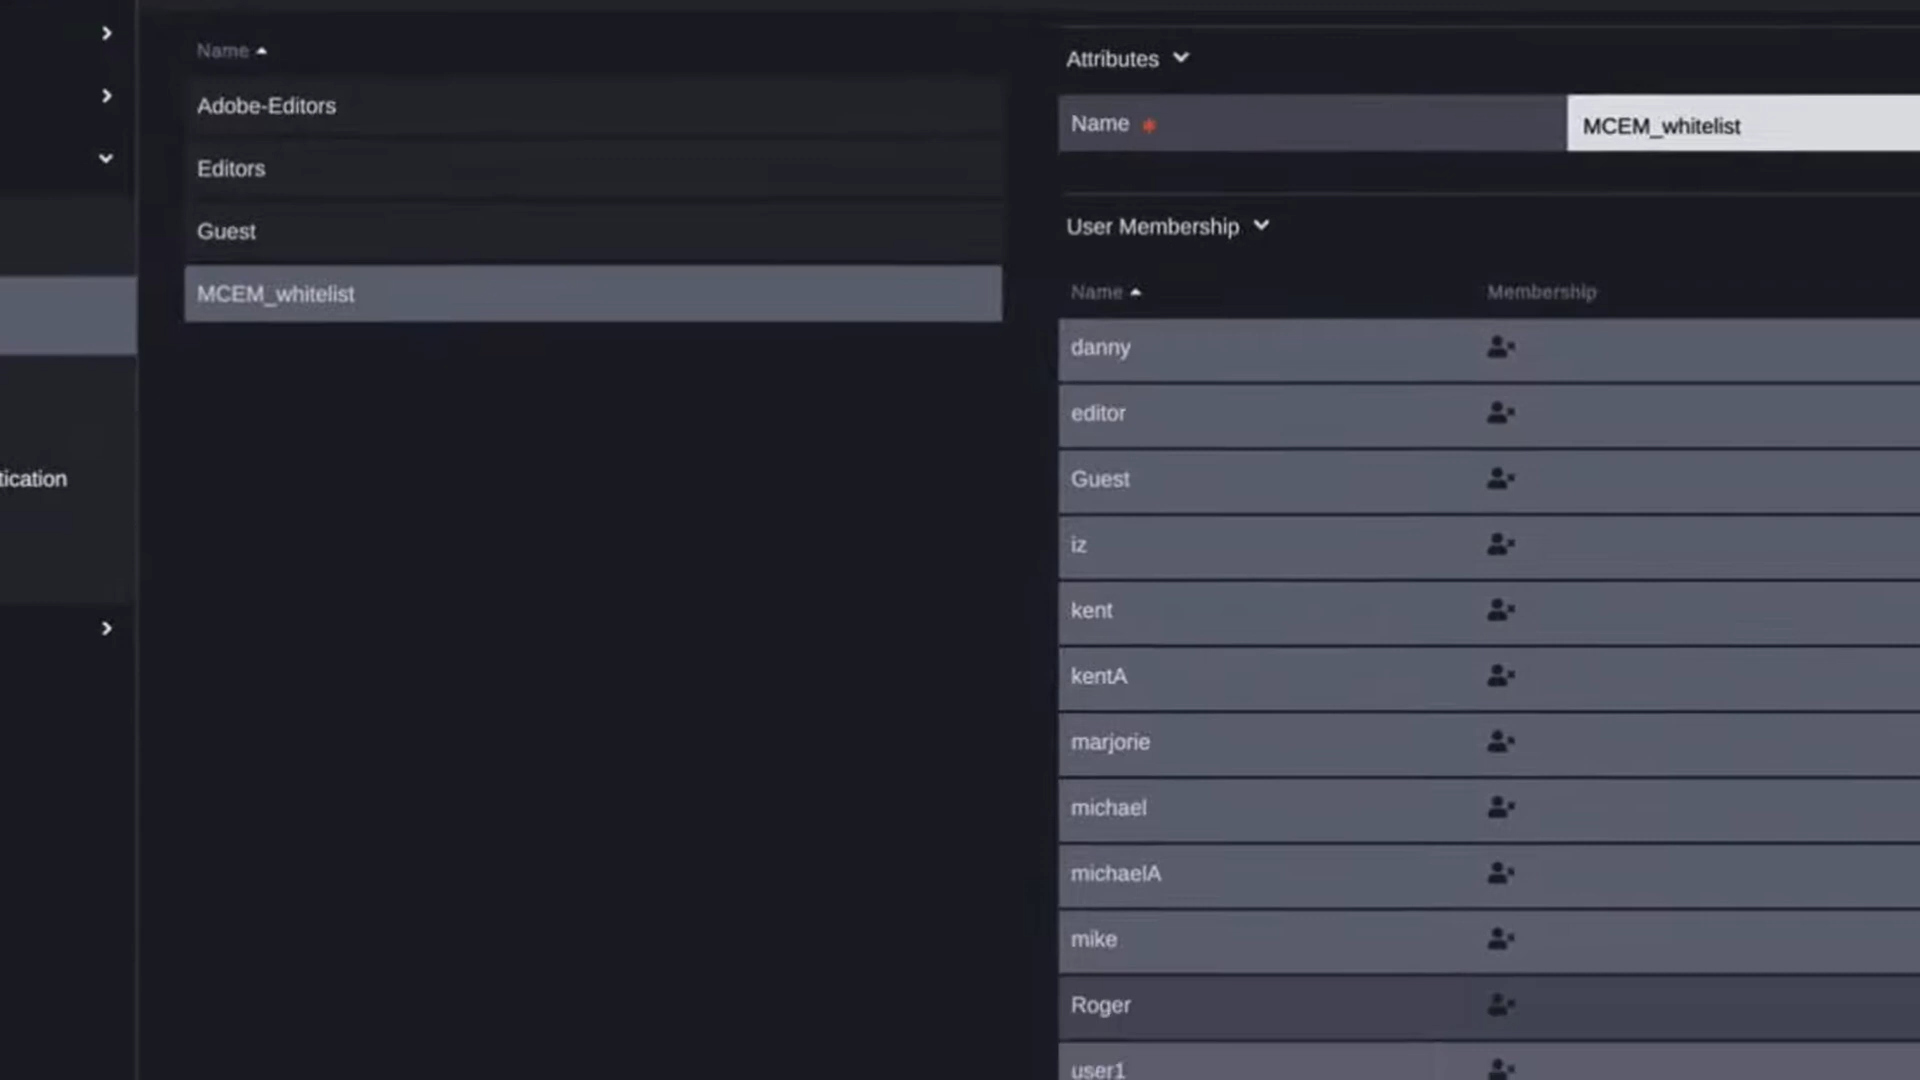 tication
Name
Adobe-Editors
Editors
Guest
MCEM_whitelist
Attributes
Name * MCEM_whitelist
User Membership
Name Membership
danny
editor
Guest
iz
kent
kentA
marjorie
michael
michaelA
mike
Roger
user1